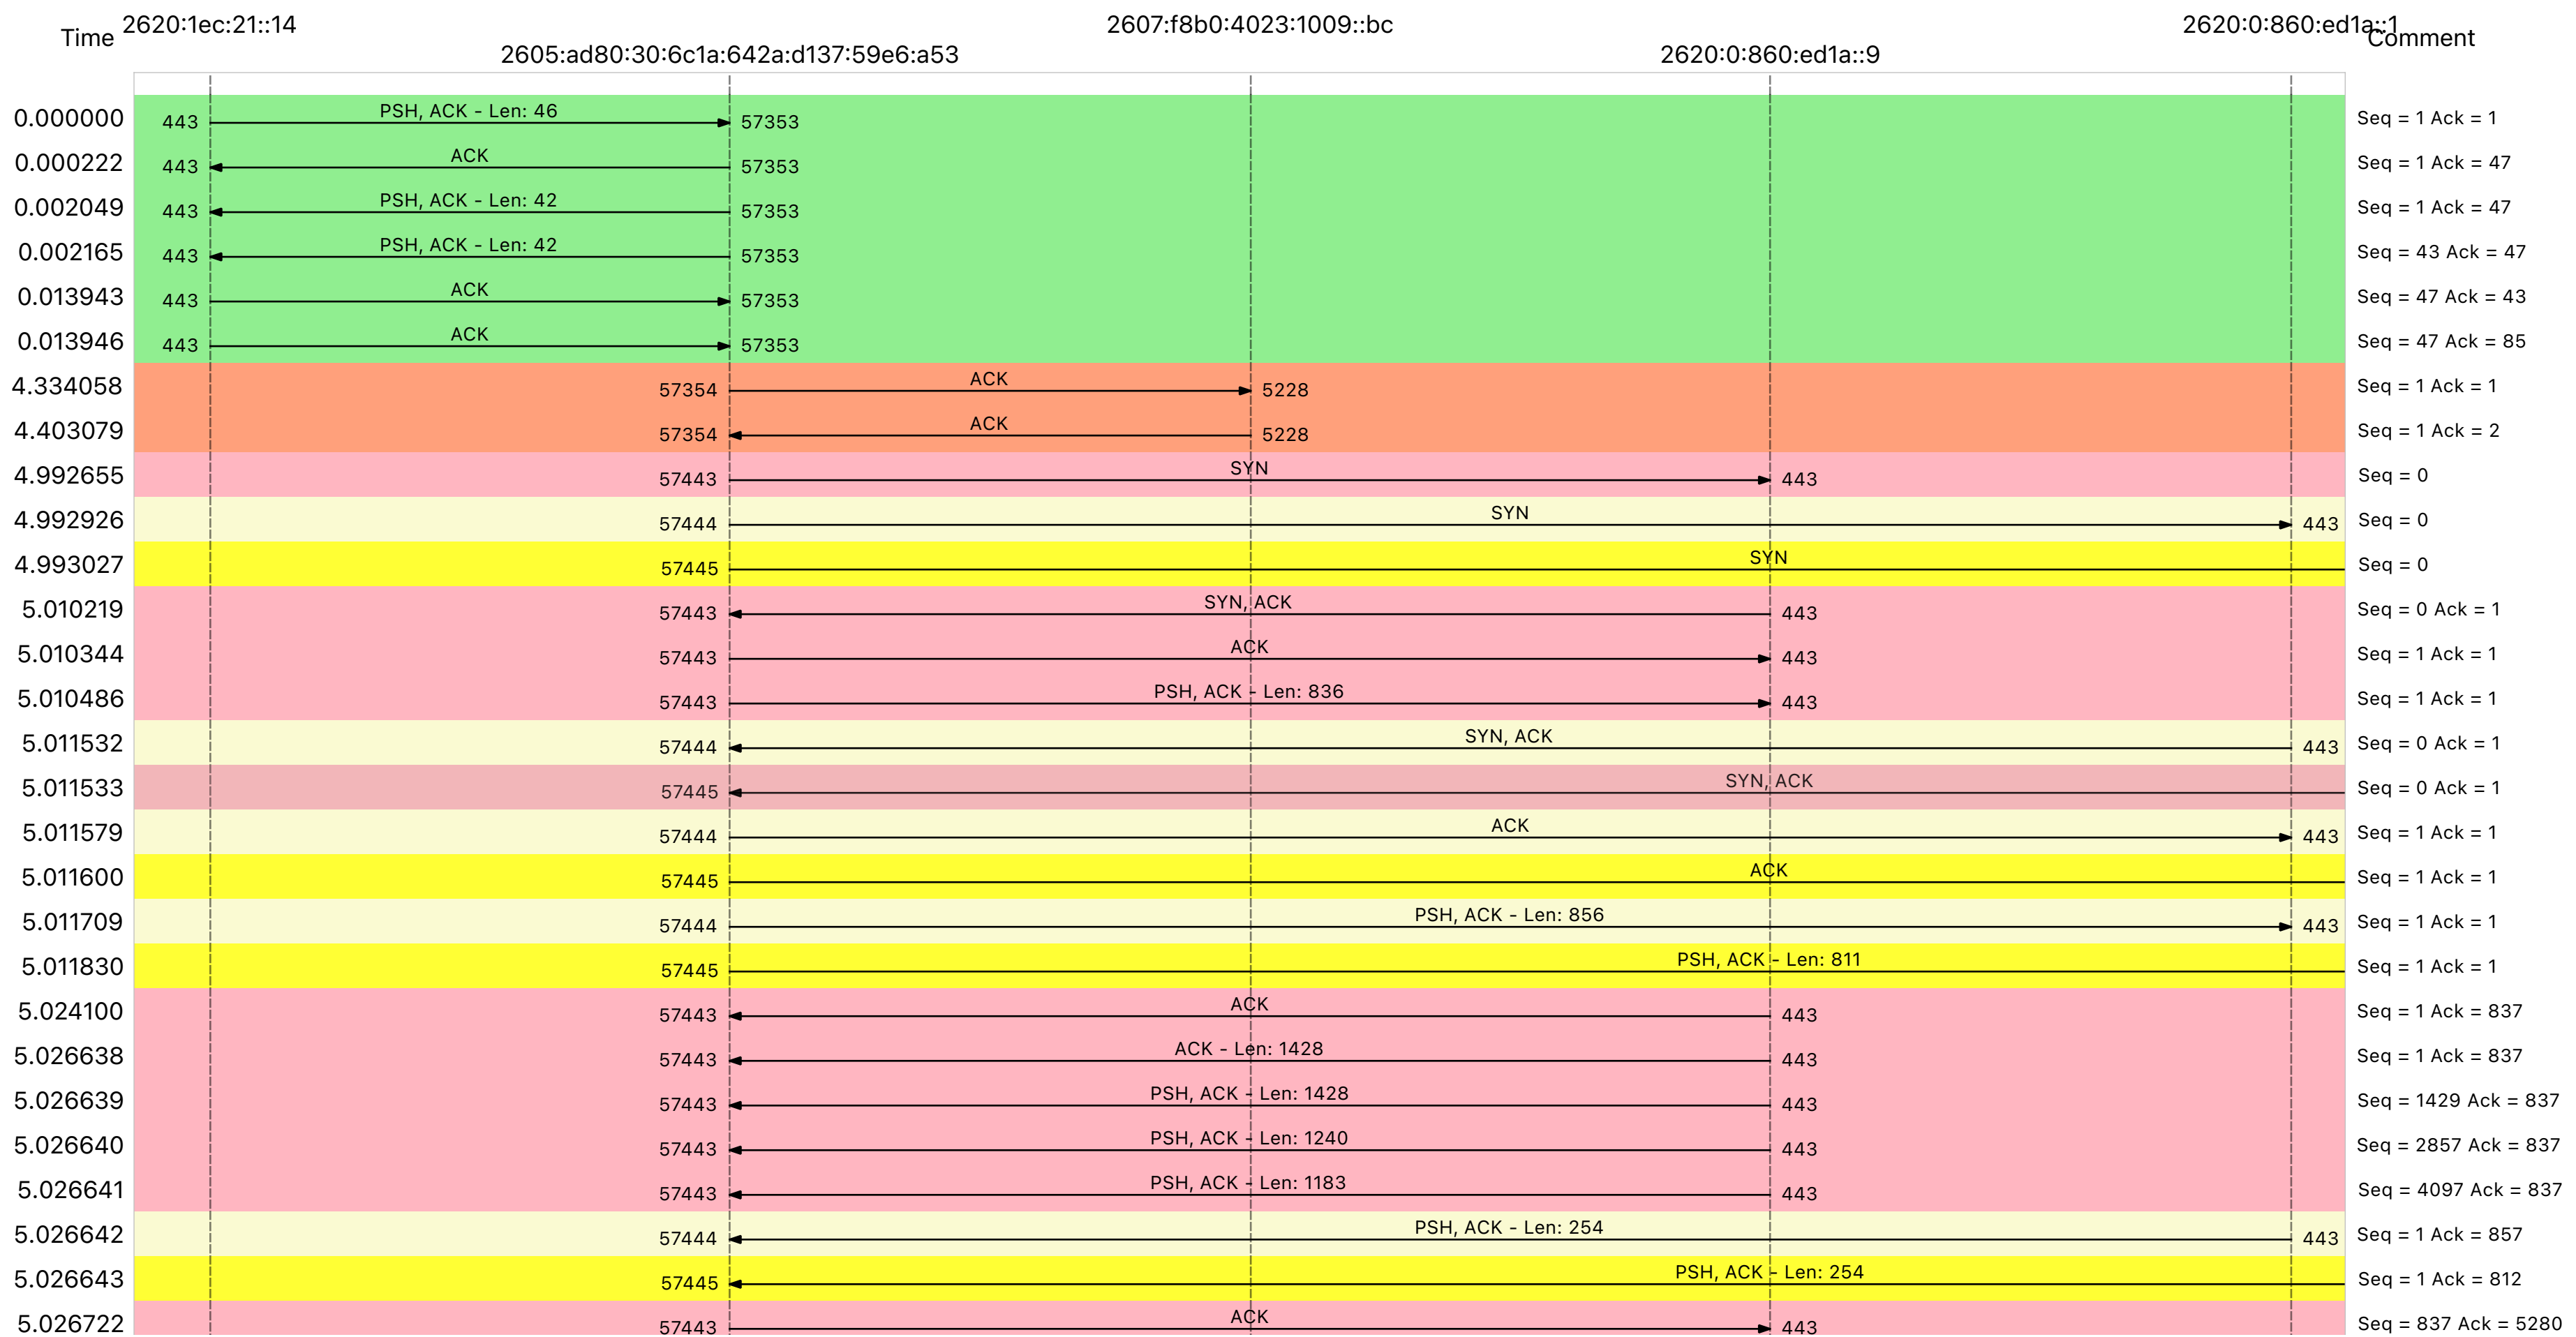 2620:1ec:21::14 2607:f8b0:4023:1009::bc 2620:0:860:ed1a::1
Time Comment
2605:ad80:30:6c1a:642a:d137:59e6:a53 2620:0:860:ed1a::9
0.000000 443 PSH, ACK - Len: 46 57353 Seq = 1 Ack = 1
0.000222 443 ACK 57353 Seq = 1 Ack = 47
0.002049 443 PSH, ACK - Len: 42 57353 Seq = 1 Ack = 47
0.002165 443 PSH, ACK - Len: 42 57353 Seq = 43 Ack = 47
0.013943 443 ACK 57353 Seq = 47 Ack = 43
0.013946 443 ACK 57353 Seq = 47 Ack = 85
4.334058 57354 ACK 5228 Seq = 1 Ack = 1
4.403079 57354 ACK 5228 Seq = 1 Ack = 2
4.992655 57443 SYN 443 Seq = 0
4.992926 57444 SYN 443 Seq = 0
4.993027 57445 SYN Seq = 0
5.010219 57443 SYN, ACK 443 Seq = 0 Ack = 1
5.010344 57443 ACK 443 Seq = 1 Ack = 1
5.010486 57443 PSH, ACK - Len: 836 443 Seq = 1 Ack = 1
5.011532 57444 SYN, ACK 443 Seq = 0 Ack = 1
5.011533 57445 SYN, ACK Seq = 0 Ack = 1
5.011579 57444 ACK 443 Seq = 1 Ack = 1
5.011600 57445 ACK Seq = 1 Ack = 1
5.011709 57444 PSH, ACK - Len: 856 443 Seq = 1 Ack = 1
5.011830 57445 PSH, ACK - Len: 811 Seq = 1 Ack = 1
5.024100 57443 ACK 443 Seq = 1 Ack = 837
5.026638 57443 ACK - Len: 1428 443 Seq = 1 Ack = 837
5.026639 57443 PSH, ACK - Len: 1428 443 Seq = 1429 Ack = 837
5.026640 57443 PSH, ACK - Len: 1240 443 Seq = 2857 Ack = 837
5.026641 57443 PSH, ACK - Len: 1183 443 Seq = 4097 Ack = 837
5.026642 57444 PSH, ACK - Len: 254 443 Seq = 1 Ack = 857
5.026643 57445 PSH, ACK - Len: 254 Seq = 1 Ack = 812
5.026722 57443 ACK 443 Seq = 837 Ack = 5280